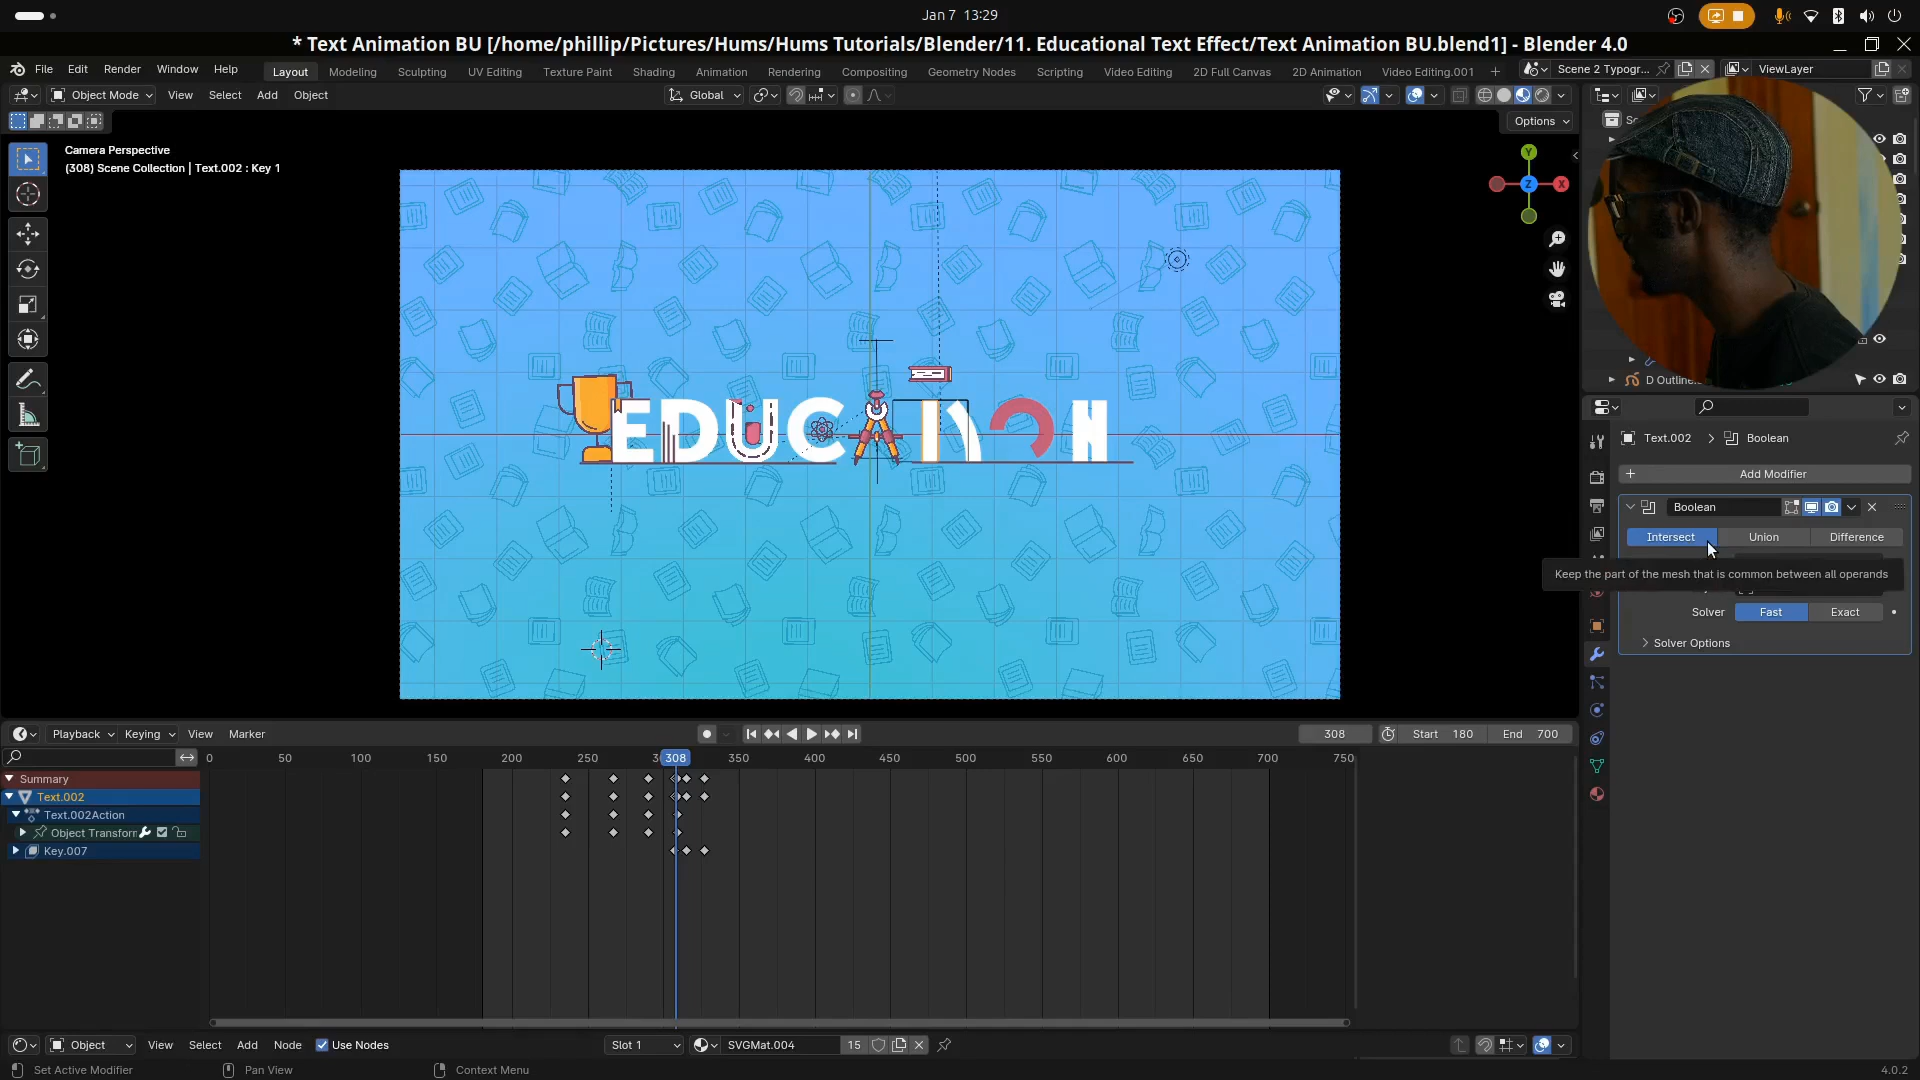 Jan 7 13:29
* Text Animation BU [/home/phillip/Pictures/Hums/Hums Tutorials/Blender/11. Educational Text Effect/Text Animation BU.blend1] - Blender 4.0
File Edit Render Window Help Layout Modeling Sculpting UV Editing Texture Paint Shading Animation Rendering Compositing Geometry Nodes Scripting Video Editing 2D Full Canvas 2D Animation Video Editing.001 + Scene 2 Typogr... ViewLayer
Object Mode View Select Add Object Global
Options
Camera Perspective
(308) Scene Collection | Text.002 : Key 1
Y
X
Z
D Outline
Text.002 > Boolean
+ Add Modifier
Boolean
Intersect Union Difference
Keep the part of the mesh that is common between all operands
Solver Fast Exact
Solver Options
EDUC
Playback Keying View Marker 308 Start 180 End 700
0 50 100 150 200 250 308 350 400 450 500 550 600 650 700 750
Summary
Text.002
Text.002Action
Object Transforr
Key.007
Object View Select Add Node Use Nodes Slot 1 SVGMat.004 15
Set Active Modifier Pan View Context Menu 4.0.2